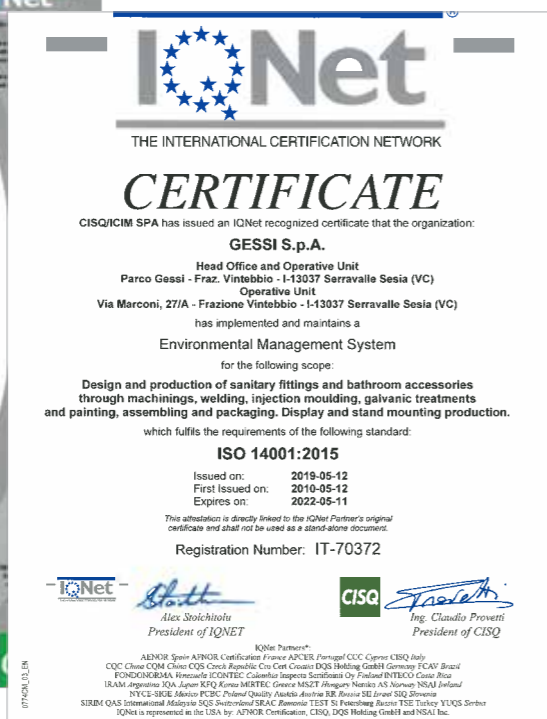 Net
®
IQNet
THE INTERNATIONAL CERTIFICATION NETWORK
CERTIFICATE
CISQ/ICIM SPA has issued an IQNet recognized certificate that the organization:
GESSI S.p.A.
Head Office and Operative Unit
Parco Gessi - Fraz. Vintebbio - I-13037 Serravalle Sesia (VC)
Operative Unit
Via Marconi, 27/A - Frazione Vintebbio - I-13037 Serravalle Sesia (VC)
has implemented and maintains a
Environmental Management System
for the following scope:
Design and production of sanitary fittings and bathroom accessories
through machinings, welding, injection moulding, galvanic treatments
and painting, assembling and packaging. Display and stand mounting production.
which fulfils the requirements of the following standard:
ISO 14001:2015
Issued on: 2019-05-12
First Issued on: 2010-05-12
Expires on: 2022-05-11
This attestation is directly linked to the IQNet Partner's original
certificate and shall not be used as a stand-alone document.
Registration Number: IT-70372
IQNet
CISQ
Alex Stoichitoiu
President of IQNET
Ing. Claudio Provetti
President of CISQ
IQNet Partners*:
AENOR Spain AFNOR Certification France APCER Portugal CCC Cyprus CISQ Italy
CQC China CQM China CQS Czech Republic Cro Cert Croatia DQS Holding GmbH Germany FCAV Brazil
FONDONORMA Venezuela ICONTEC Colombia Inspecta Sertifiointi Oy Finland INTECO Costa Rica
IRAM Argentina JQA Japan KFQ Korea MIRTEC Greece MSZT Hungary Nemko AS Norway NSAI Ireland
NYCE-SIGE México PCBC Poland Quality Austria Austria RR Russia SII Israel SIQ Slovenia
SIRIM QAS International Malaysia SQS Switzerland SRAC Romania TEST St Petersburg Russia TSE Turkey YUQS Serbia
IQNet is represented in the USA by: AFNOR Certification, CISQ, DQS Holding GmbH and NSAI Inc.
0774CM_03_EN